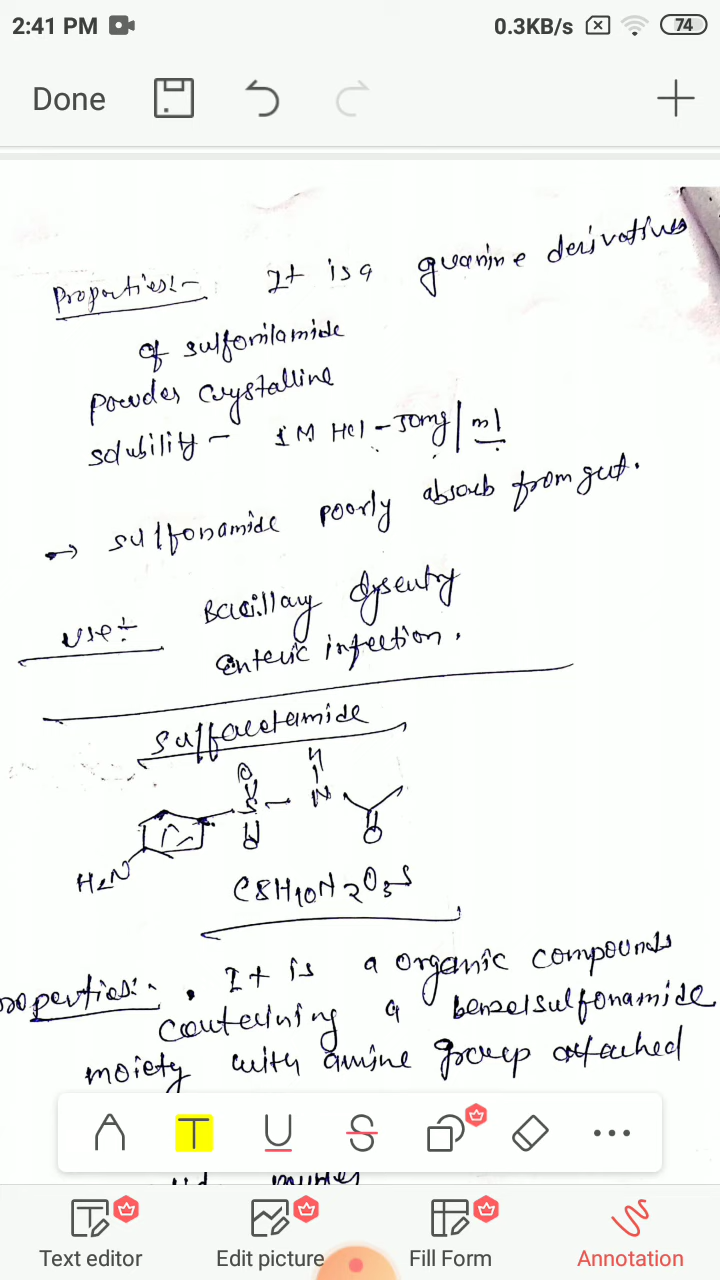 2:41 PM 0.3KB/s 74
Done
Properties:- It is a guanine derivatives
of sulfonilamide
Powder crystalline
solubility - 1M HCl - 50mg/ml
→ sulfonamide poorly absorb from gut.
use:- Bacillary dysentry
enteric infection.
Sulfacetamide
O H
S N
O O
H2N
C8H10N2O3S
roperties:- . It is a organic compounds
containing a benzelsulfonamide
moiety with amine group attached
T U S
Text editor Edit picture Fill Form Annotation